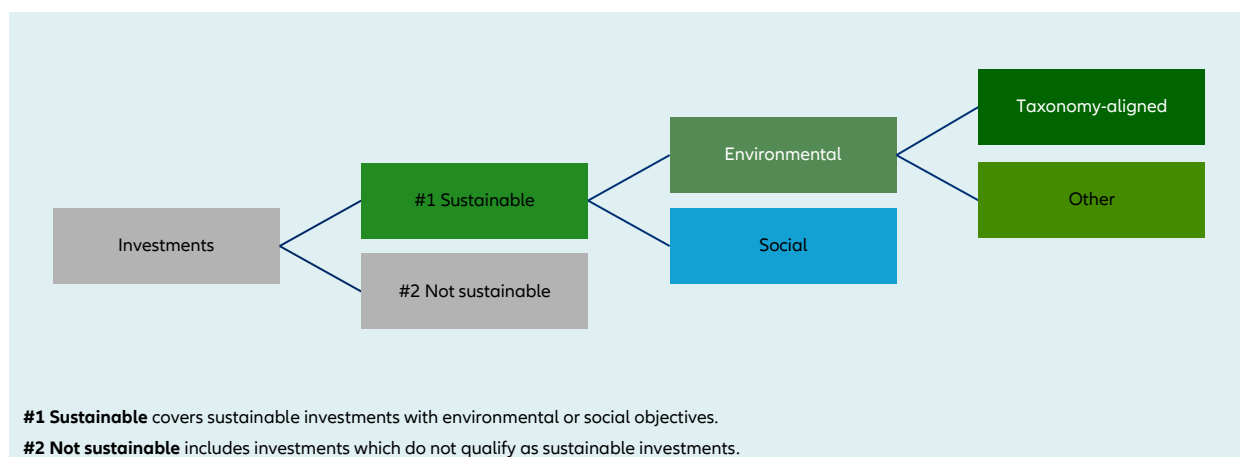 Taxonomy-aligned
Environmental
#1 Sustainable
Other
Investments
Social
#2 Not sustainable
#1 Sustainable covers sustainable investments with environmental or social objectives.
#2 Not sustainable includes investments which do not qualify as sustainable investments.